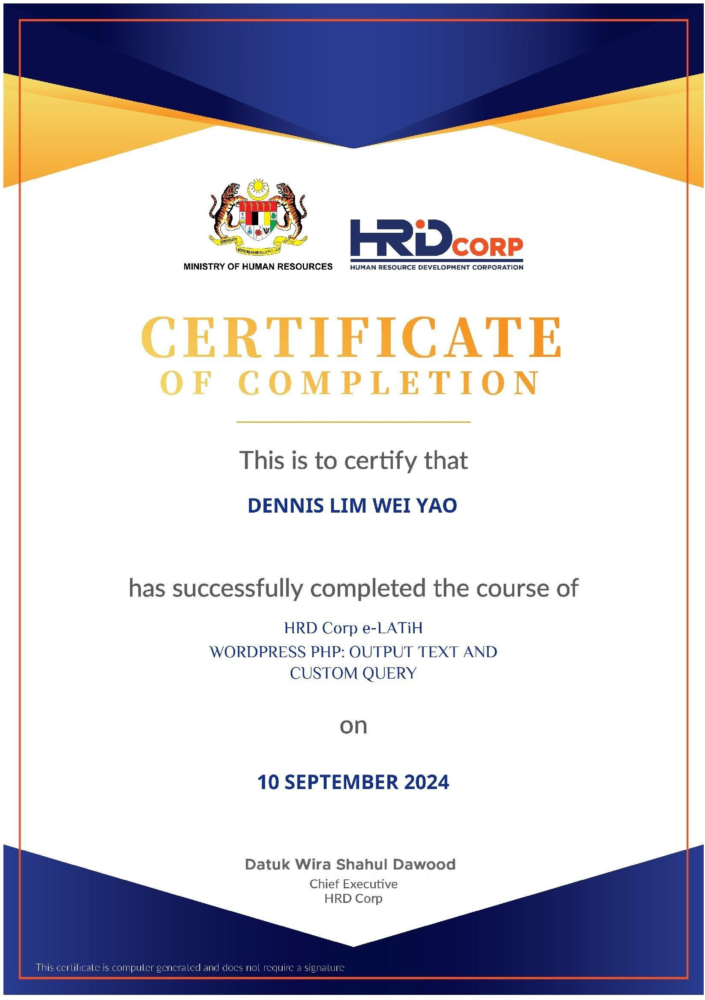 BERSEKUTU
BERTAMBAH MUTU
MINISTRY OF HUMAN RESOURCES
HRD CORP
HUMAN RESOURCE DEVELOPMENT CORPORATION
CERTIFICATE
OF COMPLETION
This is to certify that
DENNIS LIM WEI YAO
has successfully completed the course of
HRD Corp e-LATiH
WORDPRESS PHP: OUTPUT TEXT AND
CUSTOM QUERY
on
10 SEPTEMBER 2024
Datuk Wira Shahul Dawood
Chief Executive
HRD Corp
This certificate is computer generated and does not require a signature